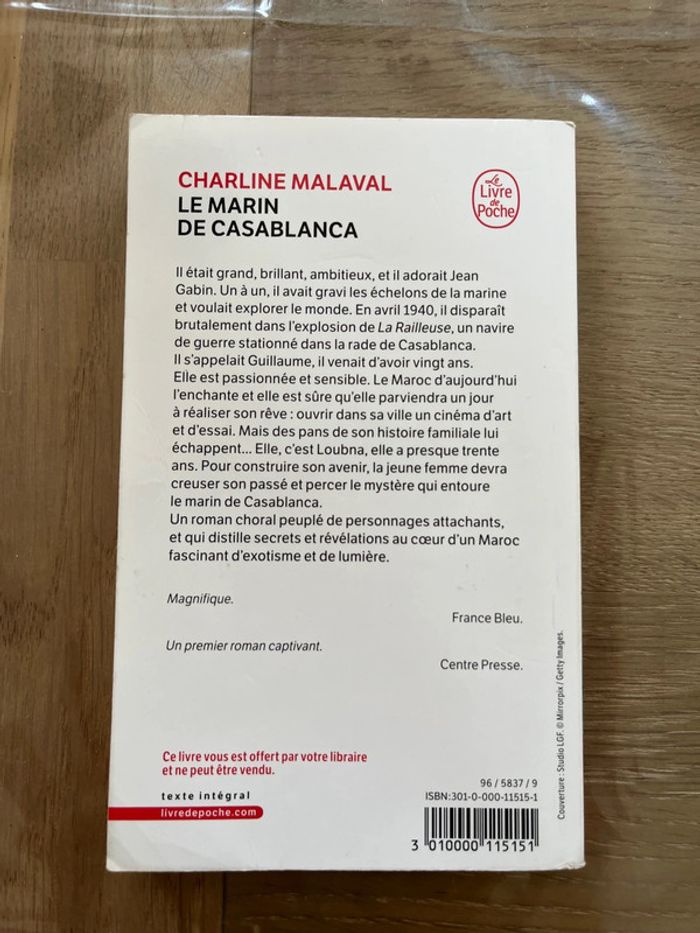 CHARLINE MALAVAL
LE MARIN
DE CASABLANCA
Le
Livre
de
Poche
Il était grand, brillant, ambitieux, et il adorait Jean
Gabin. Un à un, il avait gravi les échelons de la marine
et voulait explorer le monde. En avril 1940, il disparaît
brutalement dans l'explosion de La Railleuse, un navire
de guerre stationné dans la rade de Casablanca.
Il s'appelait Guillaume, il venait d'avoir vingt ans.
Elle est passionnée et sensible. Le Maroc d'aujourd'hui
l'enchante et elle est sûre qu'elle parviendra un jour
à réaliser son rêve : ouvrir dans sa ville un cinéma d'art
et d'essai. Mais des pans de son histoire familiale lui
échappent... Elle, c'est Loubna, elle a presque trente
ans. Pour construire son avenir, la jeune femme devra
creuser son passé et percer le mystère qui entoure
le marin de Casablanca.
Un roman choral peuplé de personnages attachants,
et qui distille secrets et révélations au cœur d'un Maroc
fascinant d'exotisme et de lumière.
Magnifique.
France Bleu.
Un premier roman captivant.
Centre Presse.
Ce livre vous est offert par votre libraire
et ne peut être vendu.
texte intégral
livredepoche.com
96 / 5837 / 9
ISBN:301-0-000-11515-1
3 010000 115151
Couverture : Studio LGF. © Mirrorpix / Getty Images.